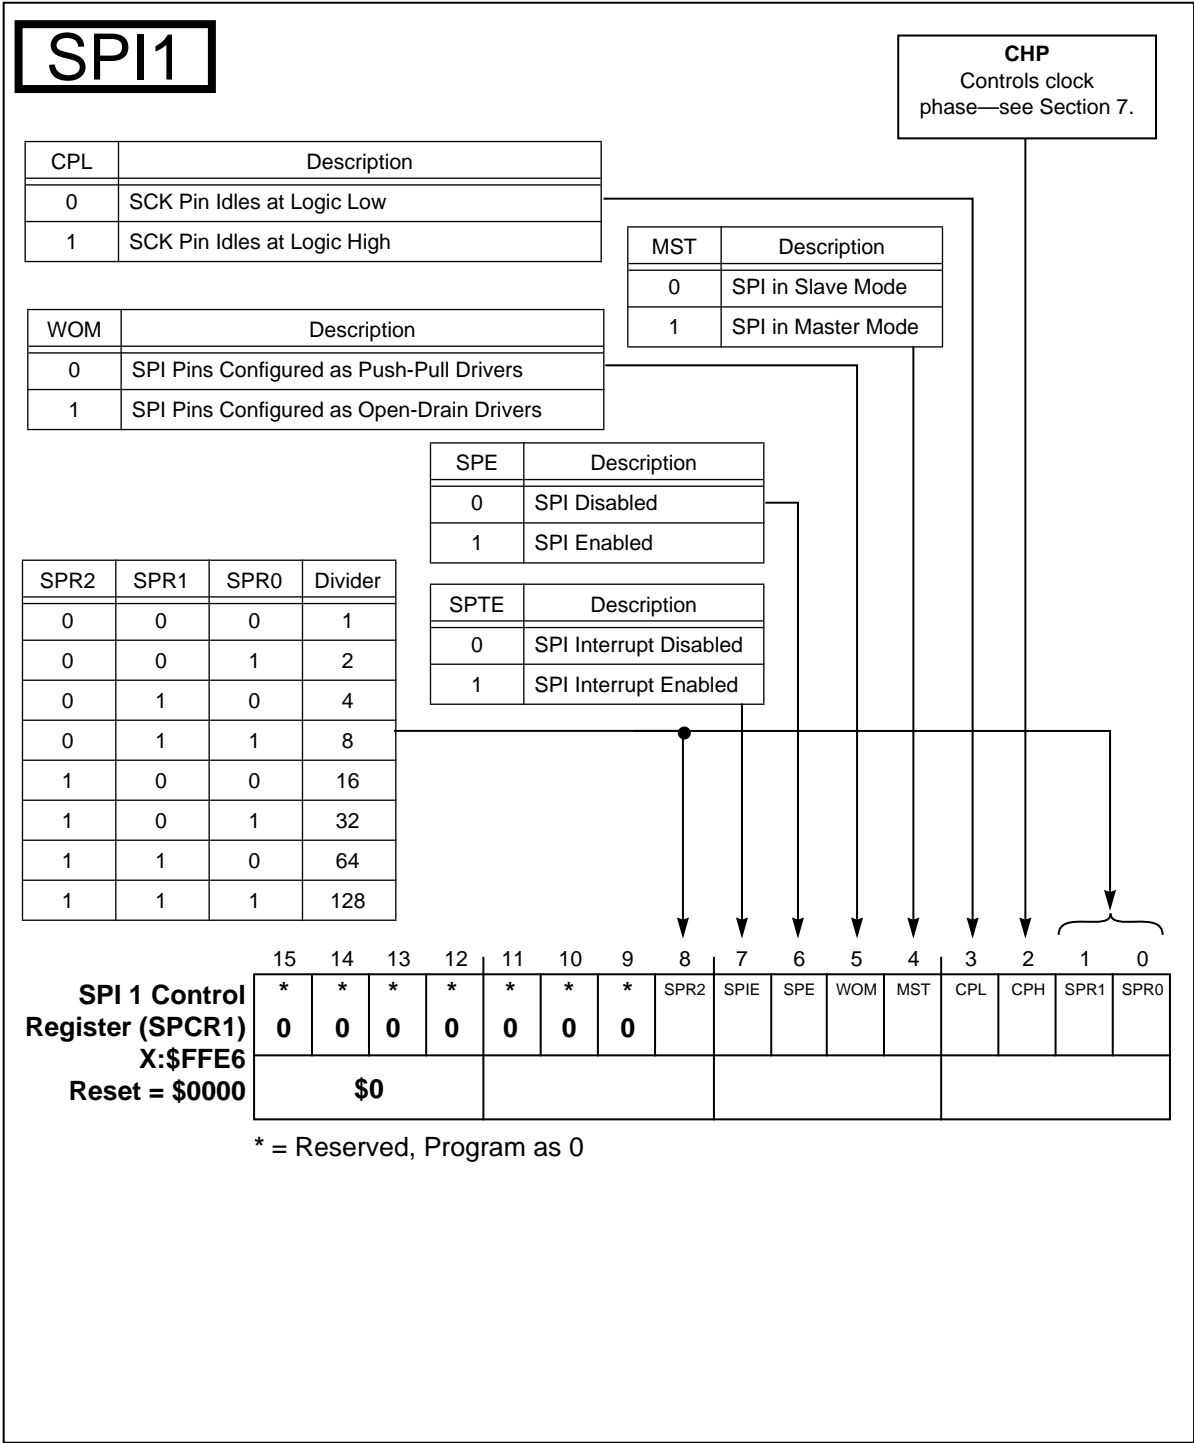 SPI1
CHP
Controls clock
phase—see Section 7.
CPL Description
0 SCK Pin Idles at Logic Low
1 SCK Pin Idles at Logic High
MST Description
0 SPI in Slave Mode
1 SPI in Master Mode
WOM Description
0 SPI Pins Configured as Push-Pull Drivers
1 SPI Pins Configured as Open-Drain Drivers
SPE Description
0 SPI Disabled
1 SPI Enabled
SPR2 SPR1 SPR0 Divider
0 0 0 1
0 0 1 2
0 1 0 4
0 1 1 8
1 0 0 16
1 0 1 32
1 1 0 64
1 1 1 128
SPTE Description
0 SPI Interrupt Disabled
1 SPI Interrupt Enabled
15 14 13 12 11 10 9 8 7 6 5 4 3 2 1 0
* * * * * * * SPR2 SPIE SPE WOM MST CPL CPH SPR1 SPR0
0 0 0 0 0 0 0
$0
SPI 1 Control
Register (SPCR1)
X:$FFE6
Reset = $0000
* = Reserved, Program as 0